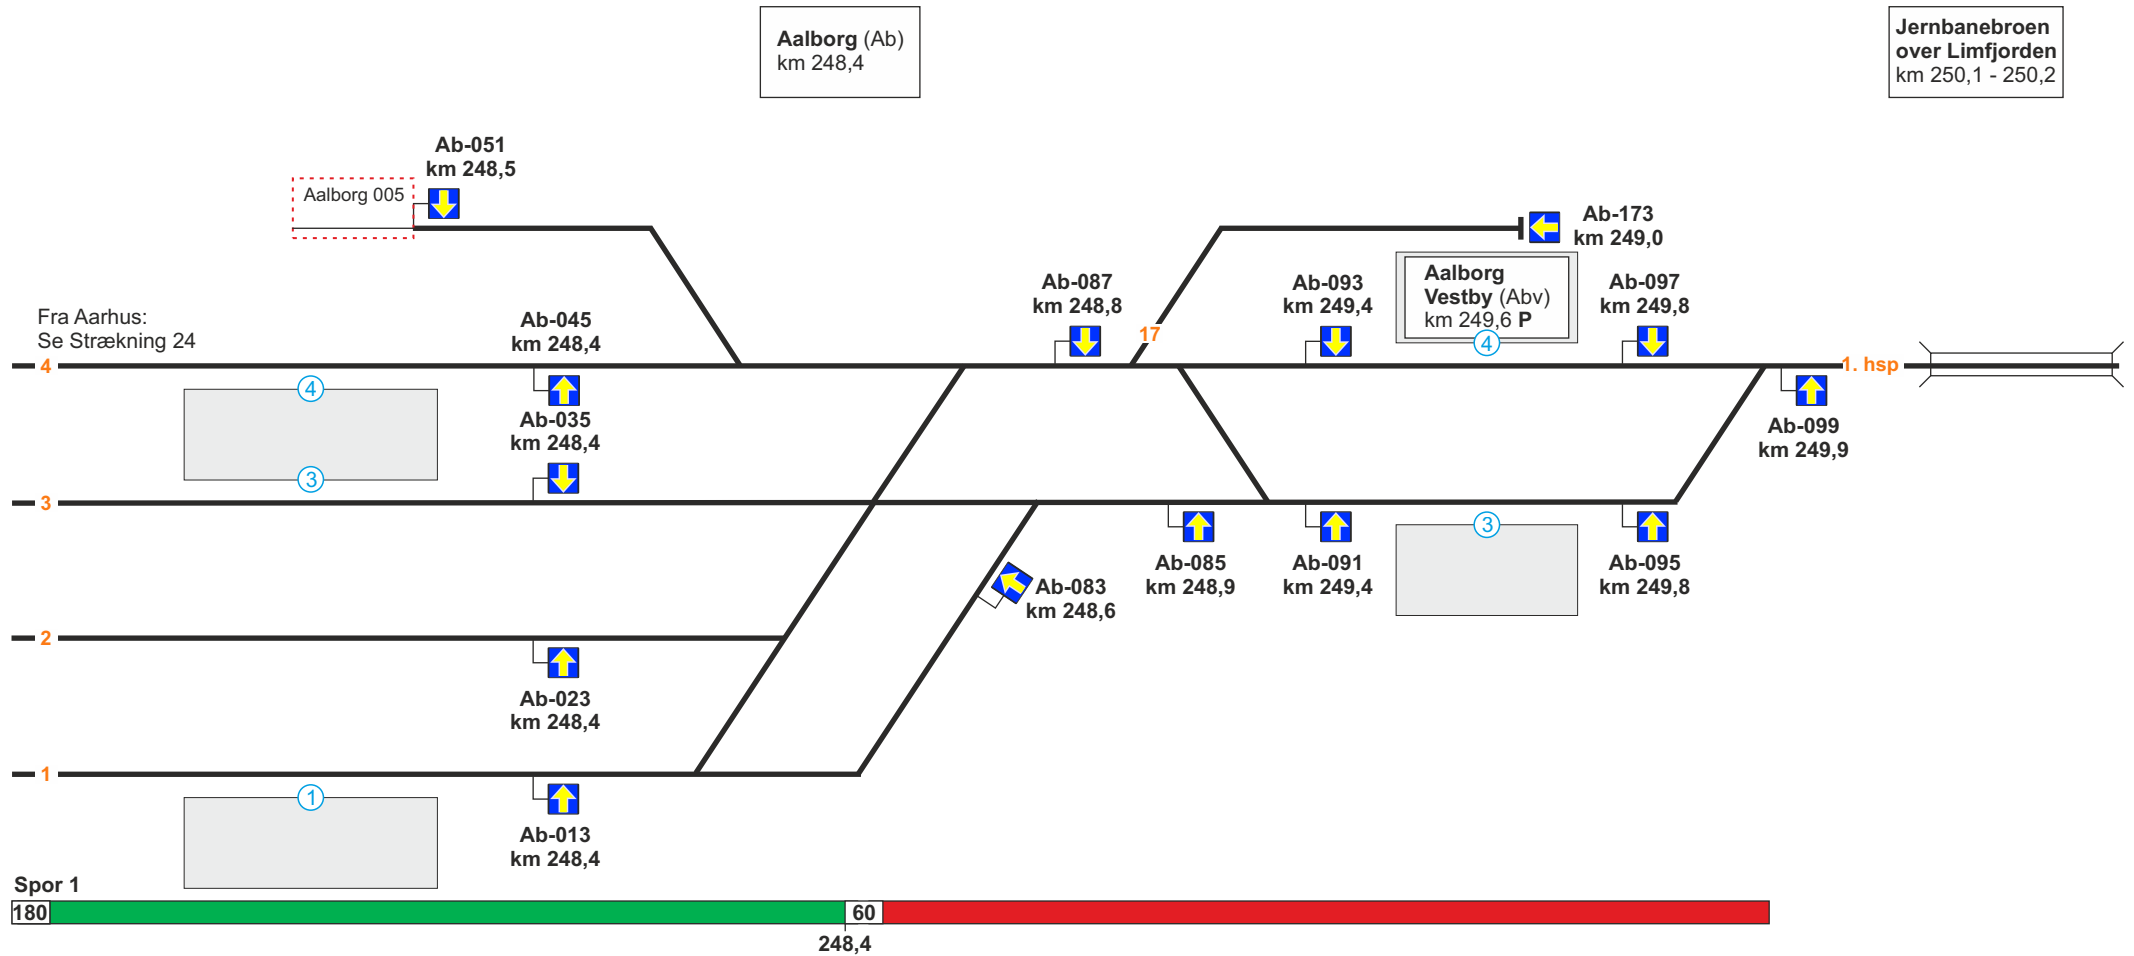 Aalborg (Ab)
km 248,4
Jernbanebroen
over Limfjorden
km 250,1 - 250,2
Ab-051
km 248,5
Aalborg 005
Ab-173
km 249,0
Aalborg
Vestby (Abv)
km 249,6 P
4
Ab-087
km 248,8
Ab-093
km 249,4
Ab-097
km 249,8
Fra Aarhus:
Se Strækning 24
Ab-045
km 248,4
17
4
1. hsp
4
Ab-035
km 248,4
Ab-099
km 249,9
3
3
3
Ab-085
km 248,9
Ab-091
km 249,4
Ab-095
km 249,8
Ab-083
km 248,6
2
Ab-023
km 248,4
1
1
Ab-013
km 248,4
Spor 1
180
60
248,4